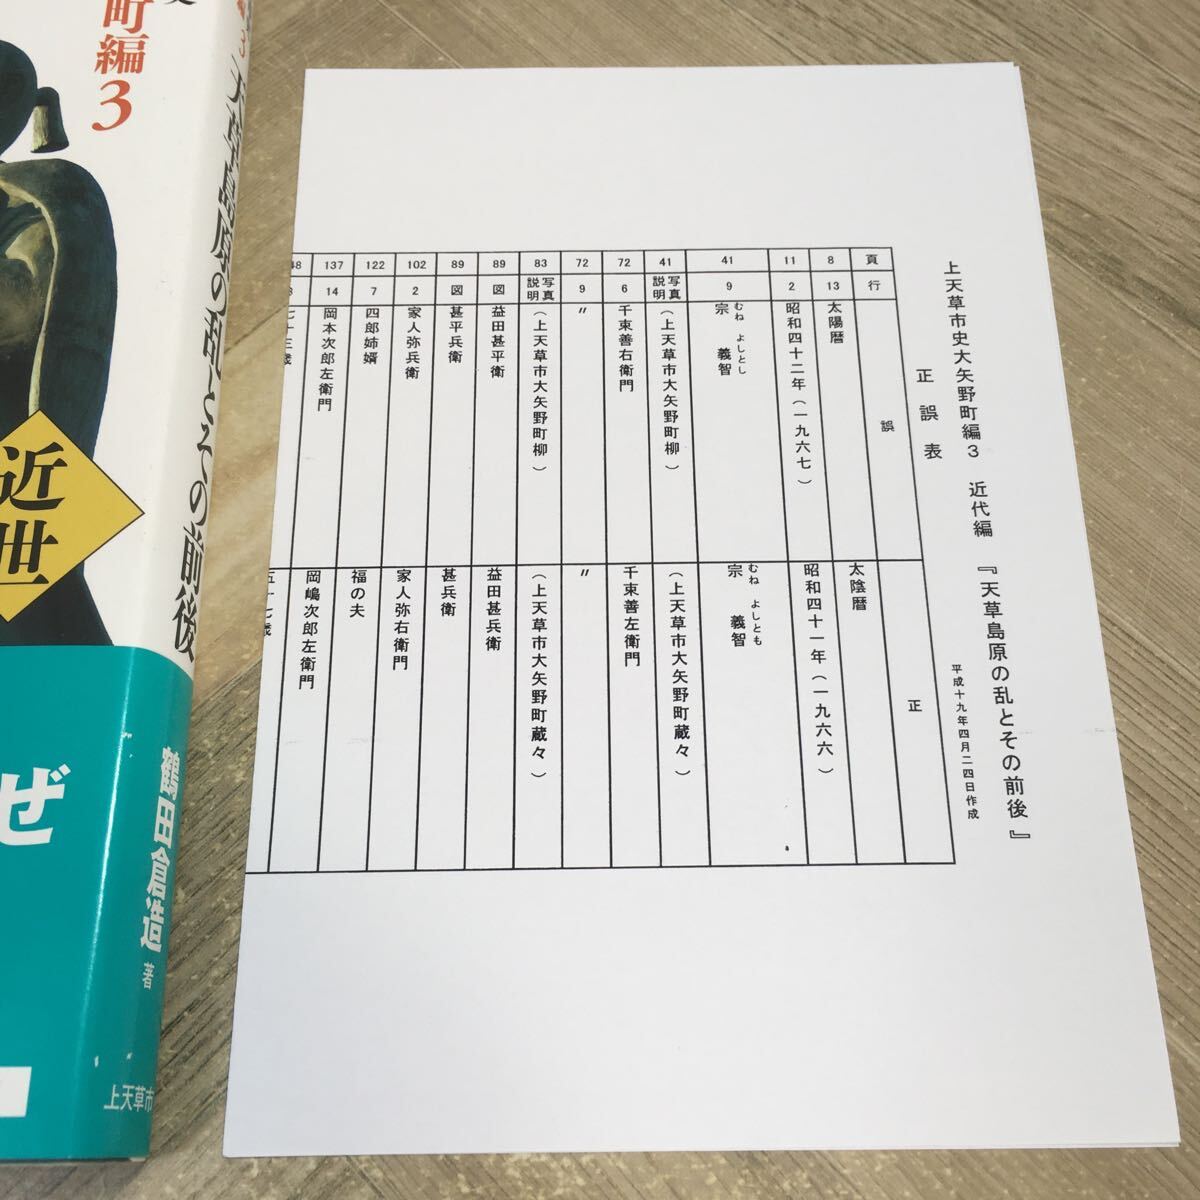 上天草市史大矢野町編3　近代編　『天草島原の乱とその前後』
正誤表
平成十九年四月二四日作成
頁 行 誤 正
8 13 太陽暦 太陰暦
11 2 昭和四十二年(一九六七) 昭和四十一年(一九六六)
41 9 宗　義智 むね　よしとし 宗　義智 むね　よしとも
41 写真説明 (上天草市大矢野町柳) (上天草市大矢野町蔵々)
72 6 千束善右衛門 千束善左衛門
72 9 〃 〃
83 写真説明 (上天草市大矢野町柳) (上天草市大矢野町蔵々)
89 図 益田甚平衛 益田甚兵衛
89 図 甚平兵衛 甚兵衛
102 2 家人弥兵衛 家人弥右衛門
122 7 四郎姉婿 福の夫
137 14 岡本次郎左衛門 岡嶋次郎左衛門
七十三歳 五十七歳
町編3
天草島原の乱とその前後
近世
鶴田倉造 著
上天草市
ぜ